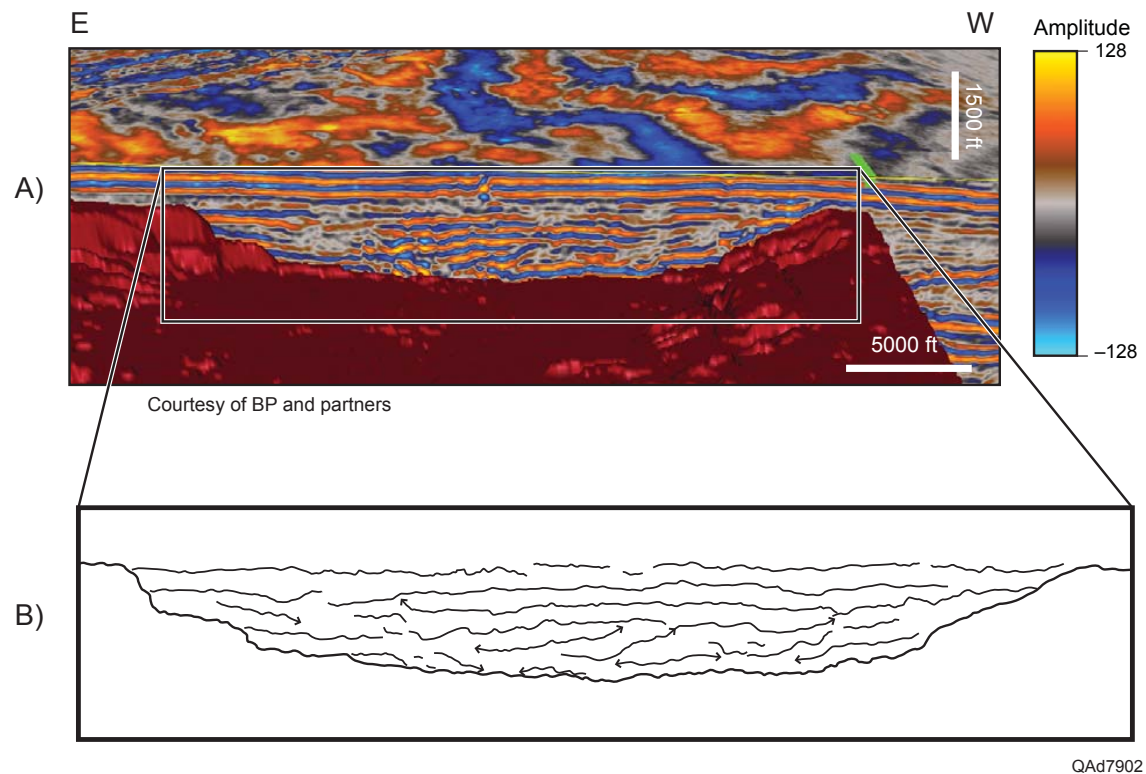 E
W
Amplitude
128
1500 ft
A)
5000 ft
–128
Courtesy of BP and partners
B)
QAd7902